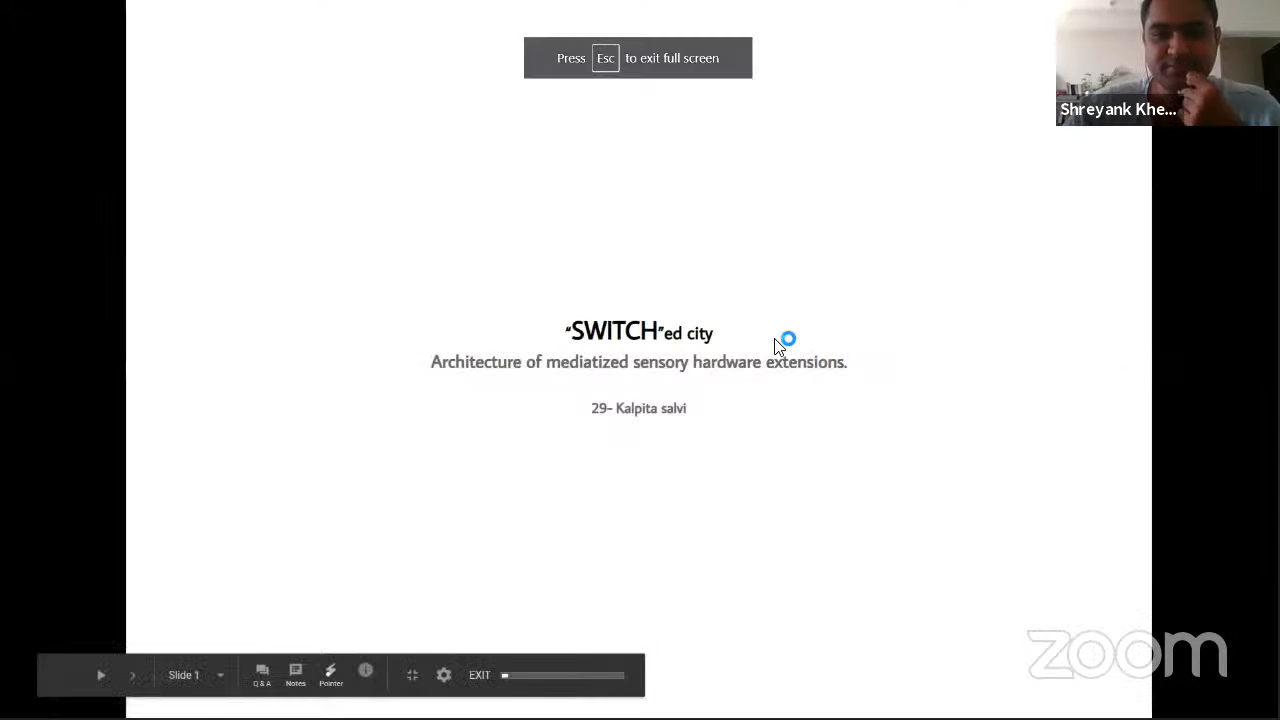 Press Esc to exit full screen
Shreyank Khe...
“SWITCH”ed city
Architecture of mediatized sensory hardware extensions.
29- Kalpita salvi
zoom
Slide 1
Q & A
Notes
Pointer
EXIT